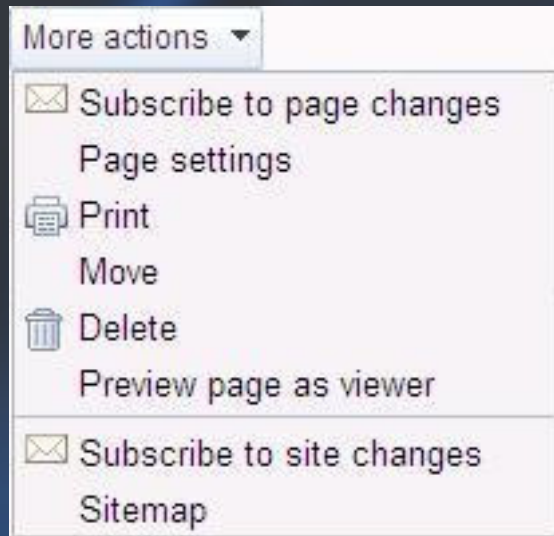 More actions
Subscribe to page changes
Page settings
Print
Move
Delete
Preview page as viewer
Subscribe to site changes
Sitemap